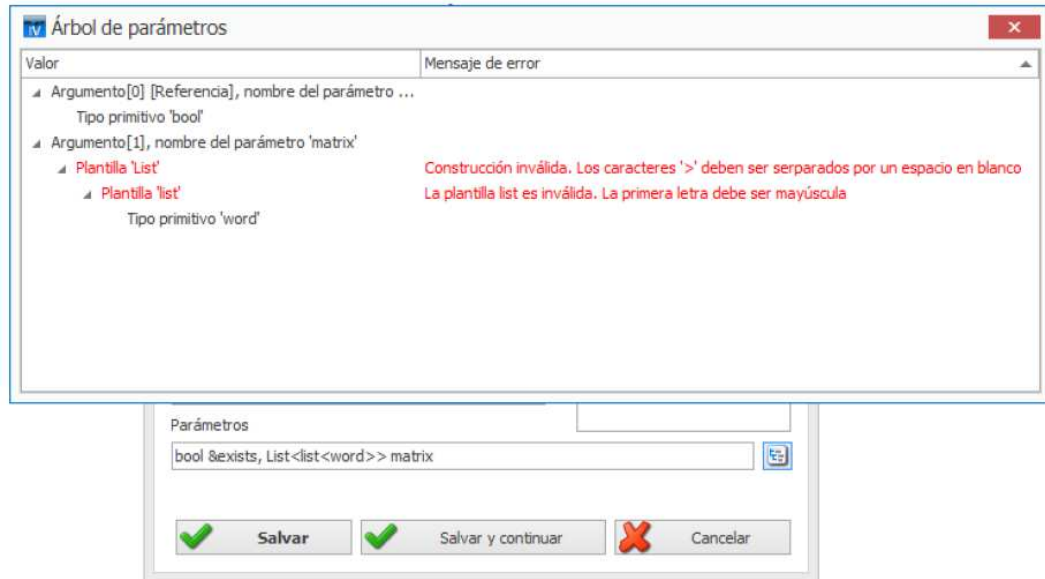 IV Árbol de parámetros
Valor Mensaje de error
Argumento[0] [Referencia], nombre del parámetro ...
Tipo primitivo 'bool'
Argumento[1], nombre del parámetro 'matrix'
Plantilla 'List' Construcción inválida. Los caracteres '>' deben ser serparados por un espacio en blanco
Plantilla 'list' La plantilla list es inválida. La primera letra debe ser mayúscula
Tipo primitivo 'word'
Parámetros
bool &exists, List<list<word>> matrix
Salvar Salvar y continuar Cancelar